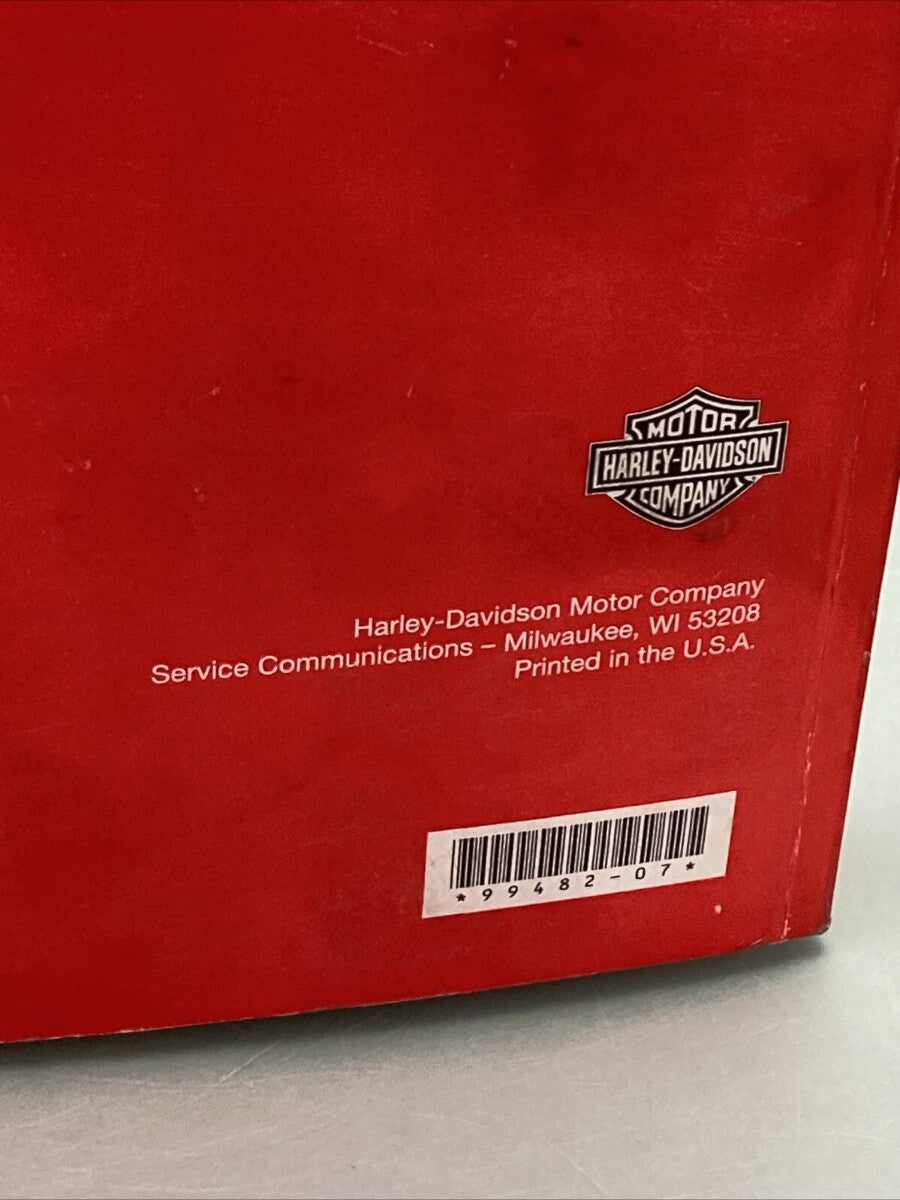 MOTOR
HARLEY-DAVIDSON
COMPANY
Harley-Davidson Motor Company
Service Communications – Milwaukee, WI 53208
Printed in the U.S.A.
*99482-07*